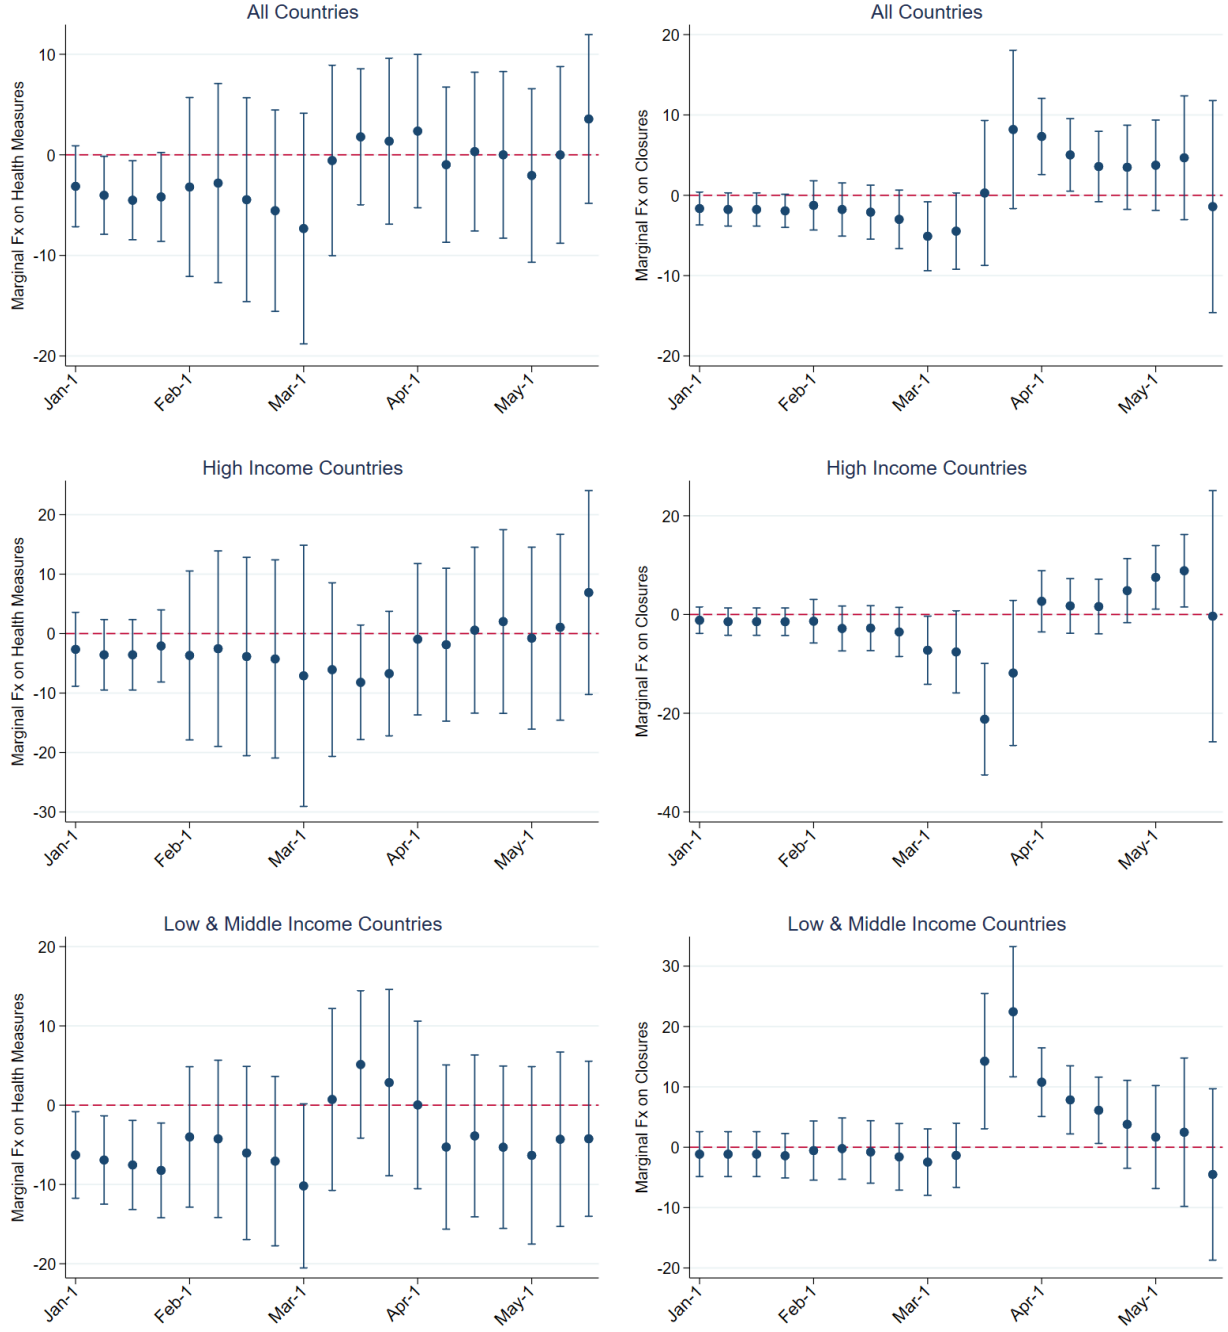 All Countries
Marginal Fx on Health Measures
10
0
-10
-20
Jan-1
Feb-1
Mar-1
Apr-1
May-1
All Countries
Marginal Fx on Closures
20
10
0
-10
-20
Jan-1
Feb-1
Mar-1
Apr-1
May-1
High Income Countries
Marginal Fx on Health Measures
20
10
0
-10
-20
-30
Jan-1
Feb-1
Mar-1
Apr-1
May-1
High Income Countries
Marginal Fx on Closures
20
0
-20
-40
Jan-1
Feb-1
Mar-1
Apr-1
May-1
Low & Middle Income Countries
Marginal Fx on Health Measures
20
10
0
-10
-20
Jan-1
Feb-1
Mar-1
Apr-1
May-1
Low & Middle Income Countries
Marginal Fx on Closures
30
20
10
0
-10
-20
Jan-1
Feb-1
Mar-1
Apr-1
May-1